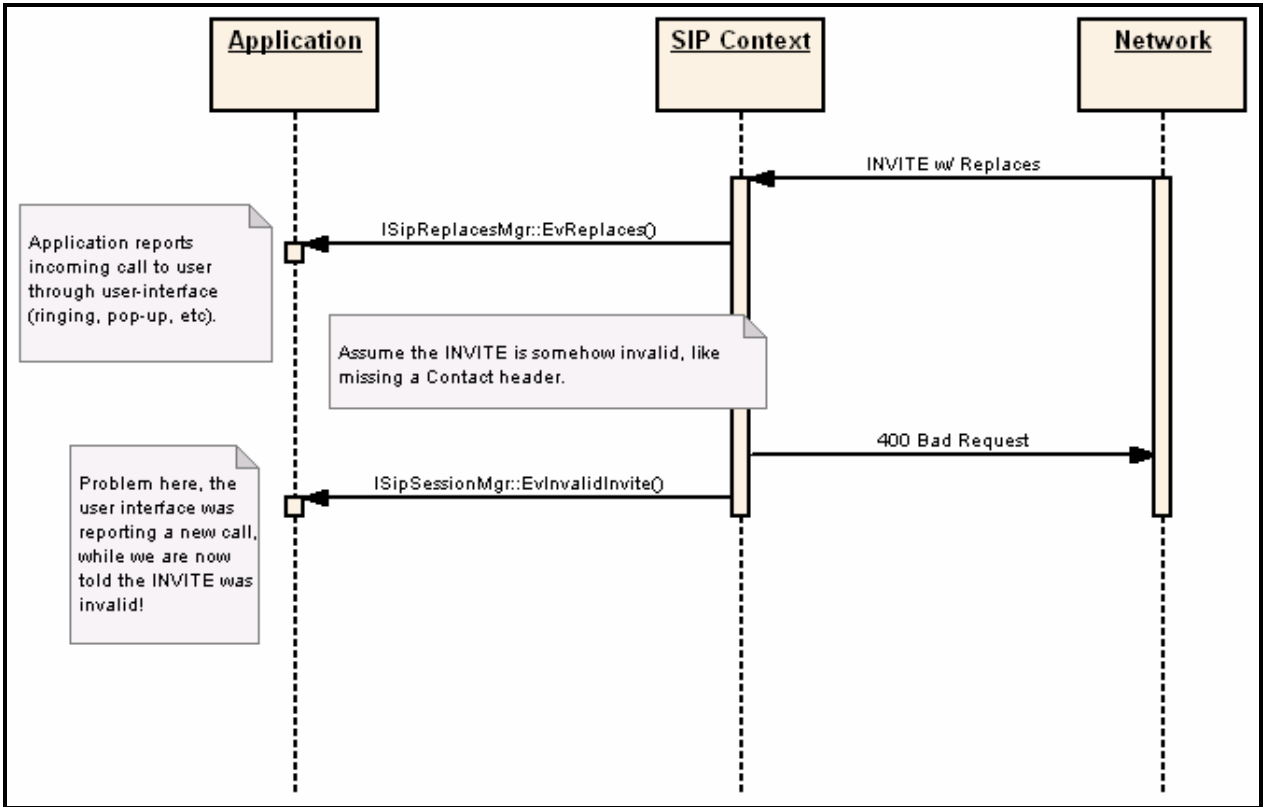 Application
SIP Context
Network
INVITE w/ Replaces
ISipReplacesMgr::EvReplaces()
Application reports
incoming call to user
through user-interface
(ringing, pop-up, etc).
Assume the INVITE is somehow invalid, like
missing a Contact header.
400 Bad Request
ISipSessionMgr::EvInvalidInvite()
Problem here, the
user interface was
reporting a new call,
while we are now
told the INVITE was
invalid!